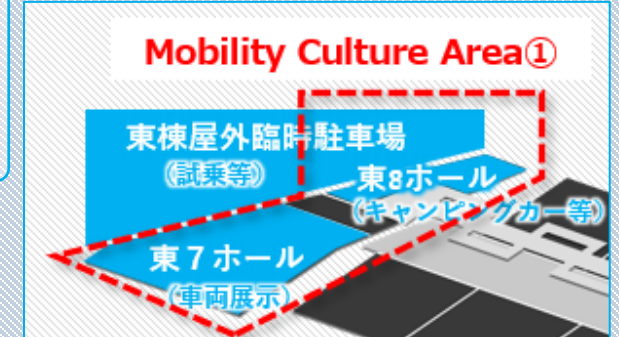 Mobility Culture Area①
東棟屋外臨時駐車場
（試乗等）
東8ホール
（キャンピングカー等）
東７ホール
（車両展示）